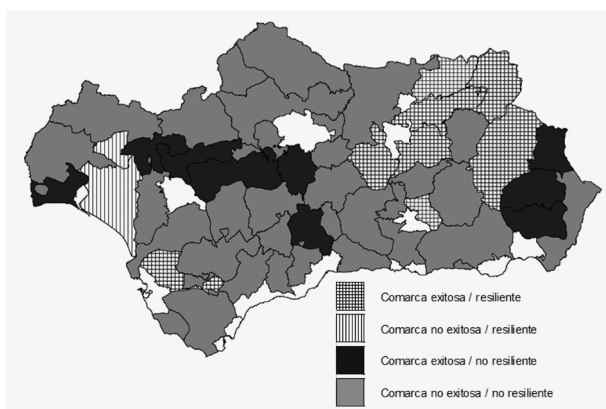 Comarca exitosa / resiliente
Comarca no exitosa / resiliente
Comarca exitosa / no resiliente
Comarca no exitosa / no resiliente